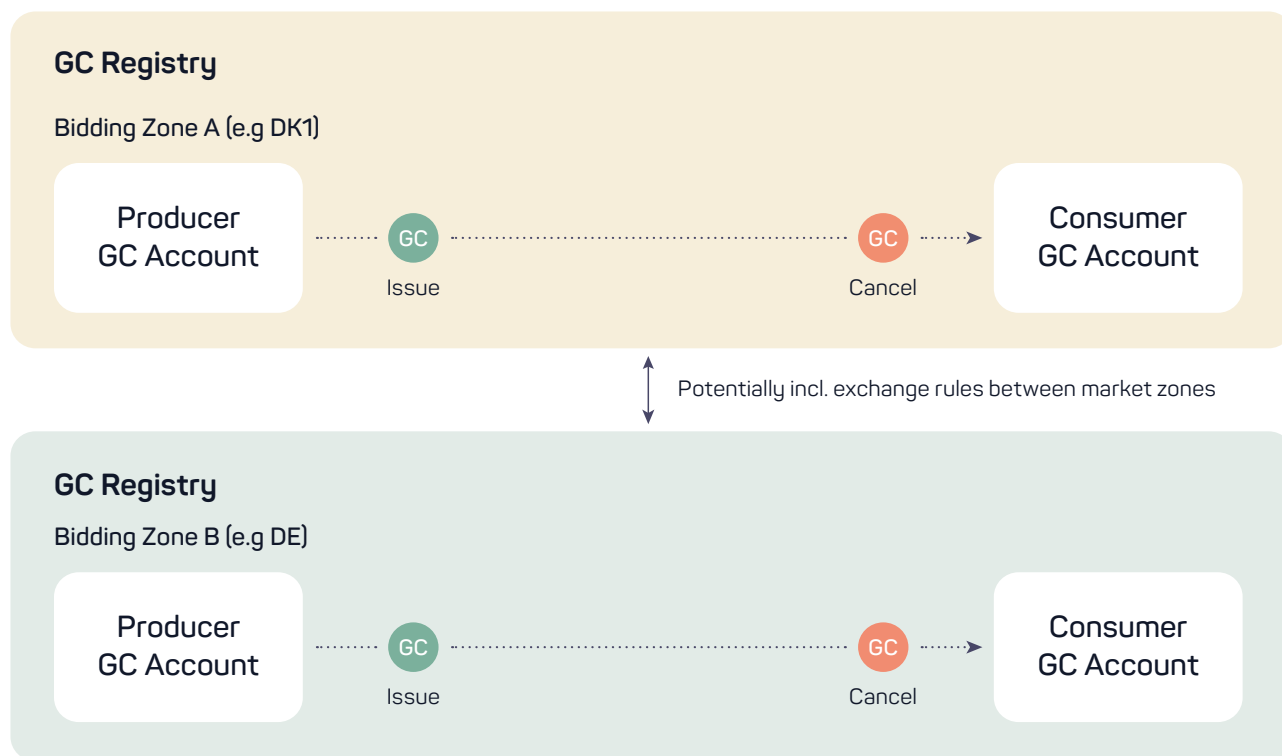 GC Registry
Bidding Zone A (e.g DK1)
Producer
GC Account
GC
Issue
GC
Cancel
Consumer
GC Account
Potentially incl. exchange rules between market zones
GC Registry
Bidding Zone B (e.g DE)
Producer
GC Account
GC
Issue
GC
Cancel
Consumer
GC Account